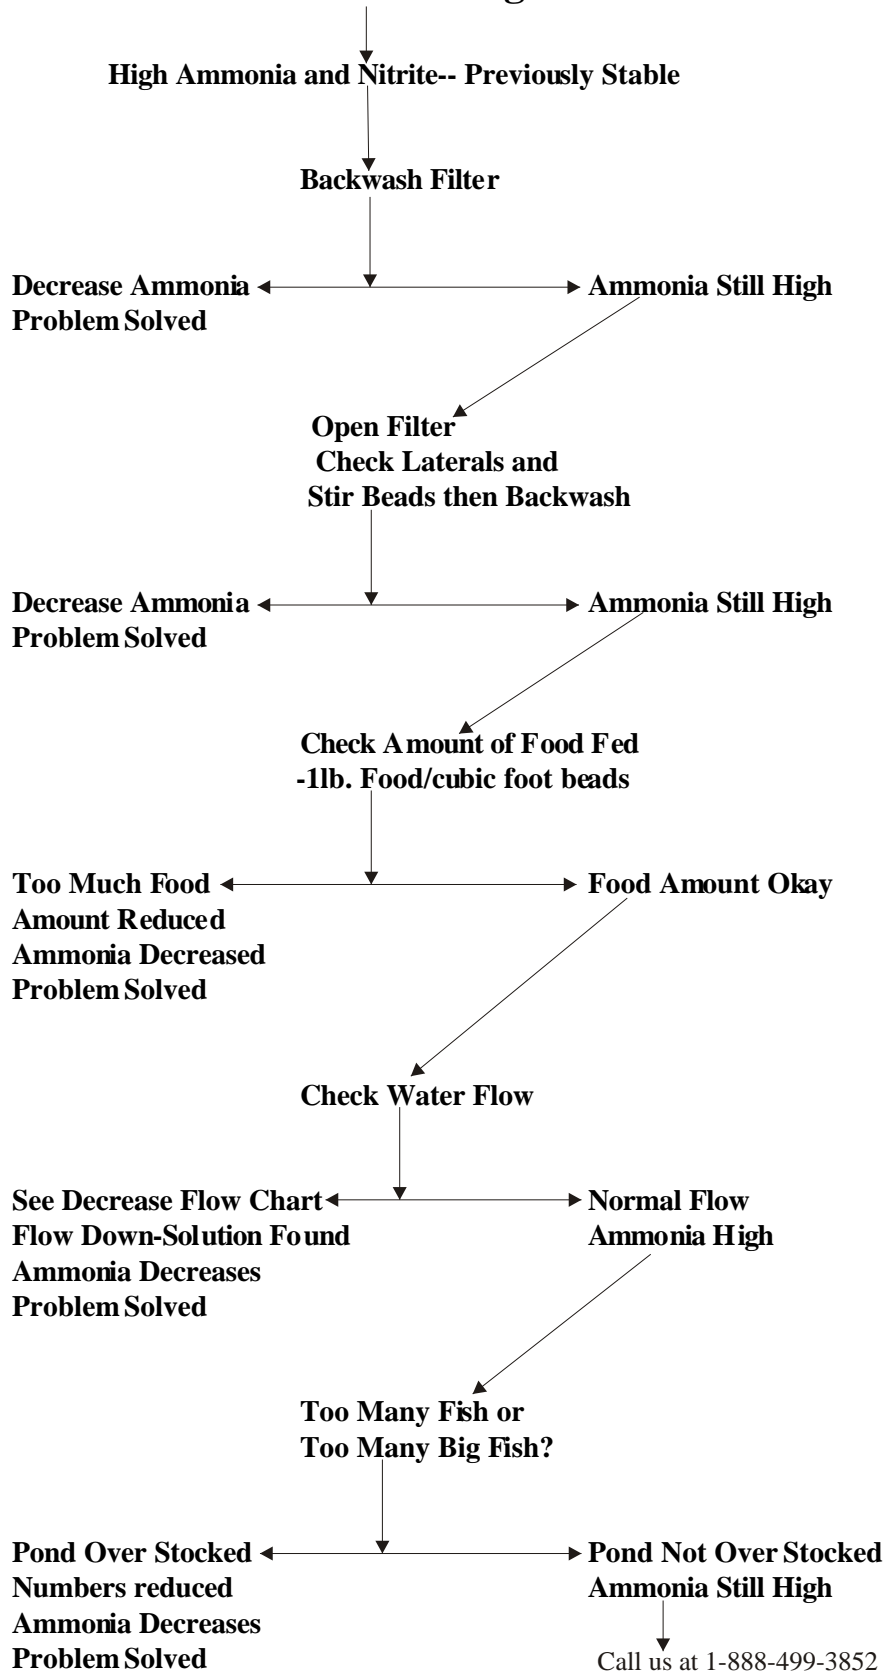 High Ammonia and Nitrite-- Previously Stable
Backwash Filter
Decrease Ammonia
Problem Solved
Ammonia Still High
Open Filter
Check Laterals and
Stir Beads then Backwash
Decrease Ammonia
Problem Solved
Ammonia Still High
Check Amount of Food Fed
-1lb. Food/cubic foot beads
Too Much Food
Amount Reduced
Ammonia Decreased
Problem Solved
Food Amount Okay
Check Water Flow
See Decrease Flow Chart
Flow Down-Solution Found
Ammonia Decreases
Problem Solved
Normal Flow
Ammonia High
Too Many Fish or
Too Many Big Fish?
Pond Over Stocked
Numbers reduced
Ammonia Decreases
Problem Solved
Pond Not Over Stocked
Ammonia Still High
Call us at 1-888-499-3852